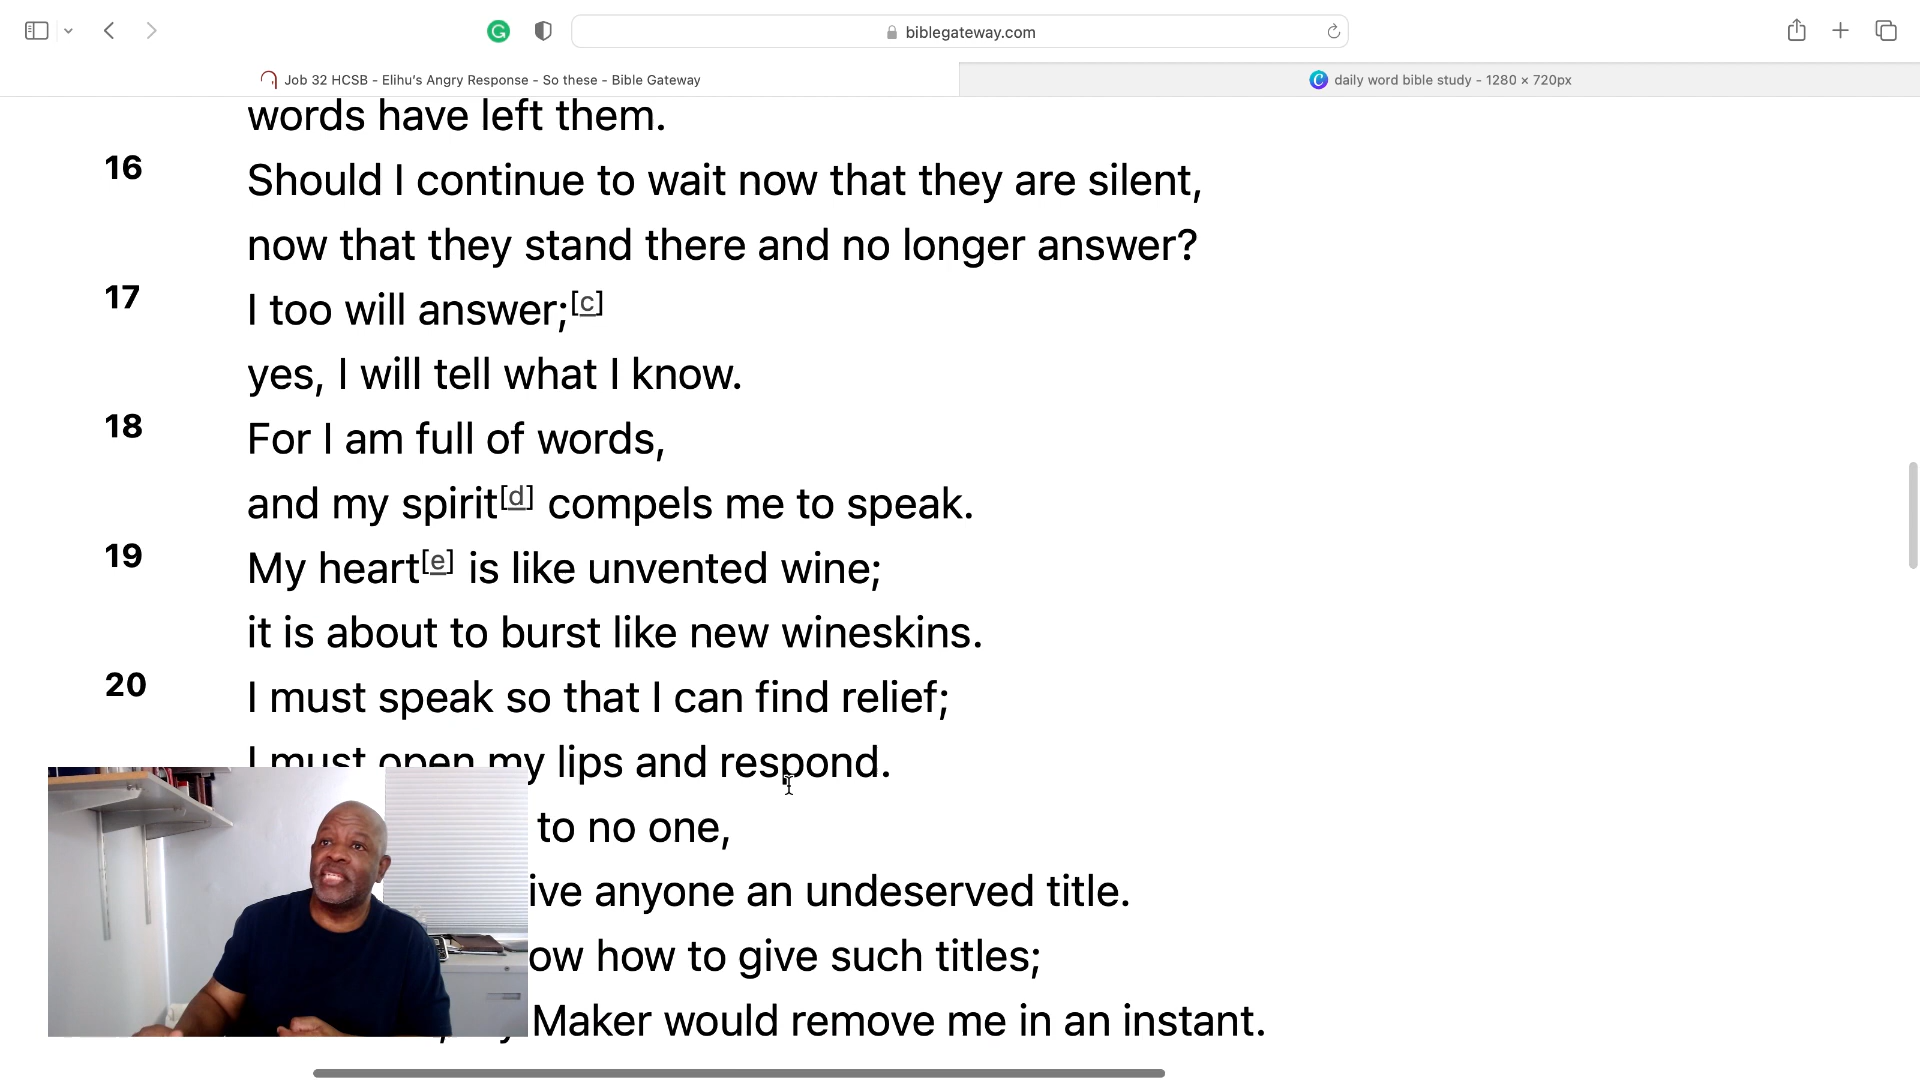 biblegateway.com
Job 32 HCSB - Elihu's Angry Response - So these - Bible Gateway
daily word bible study - 1280 × 720px
words have left them.
16 Should I continue to wait now that they are silent,
now that they stand there and no longer answer?
17 I too will answer;[c]
yes, I will tell what I know.
18 For I am full of words,
and my spirit[d] compels me to speak.
19 My heart[e] is like unvented wine;
it is about to burst like new wineskins.
20 I must speak so that I can find relief;
I must open my lips and respond.
to no one,
ive anyone an undeserved title.
ow how to give such titles;
Maker would remove me in an instant.